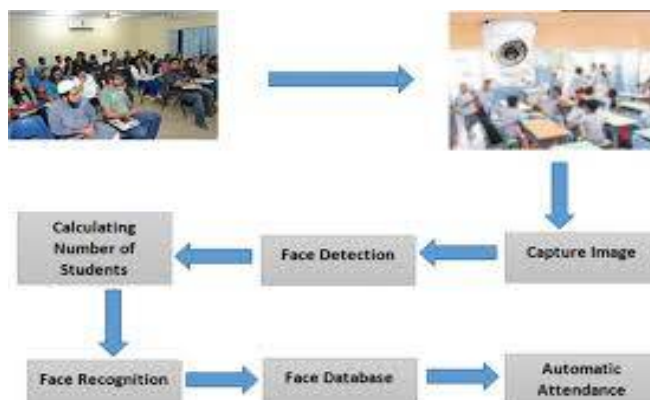 Capture Image
Face Detection
Calculating
Number of
Students
Face Recognition
Face Database
Automatic
Attendance